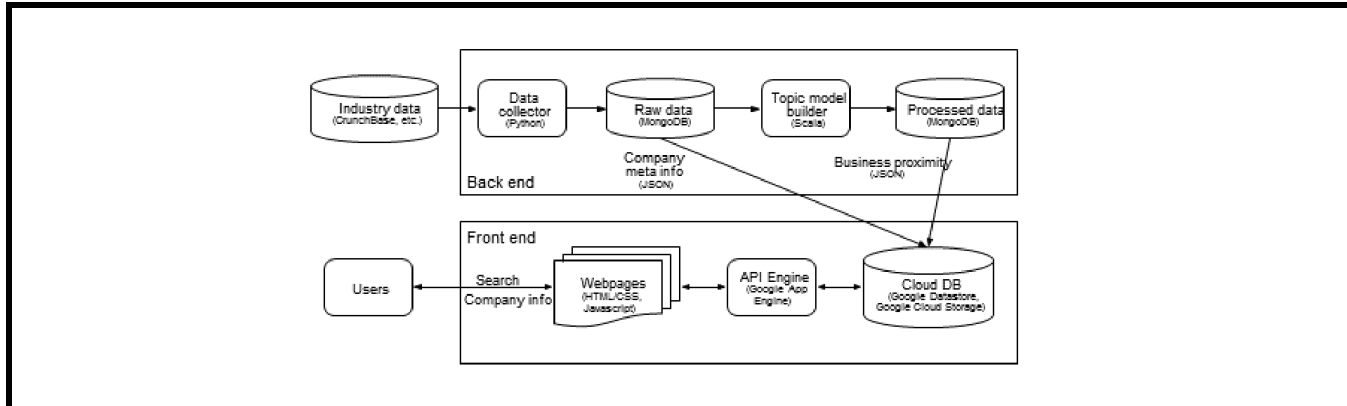 Industry data
(CrunchBase, etc.)
Data
collector
(Python)
Raw data
(MongoDB)
Topic model
builder
(Scala)
Processed data
(MongoDB)
Company
meta info
(JSON)
Business proximity
(JSON)
Back end
Front end
Users
Search
Company info
Webpages
(HTML/CSS,
Javascript)
API Engine
(Google App
Engine)
Cloud DB
(Google Datastore,
Google Cloud Storage)